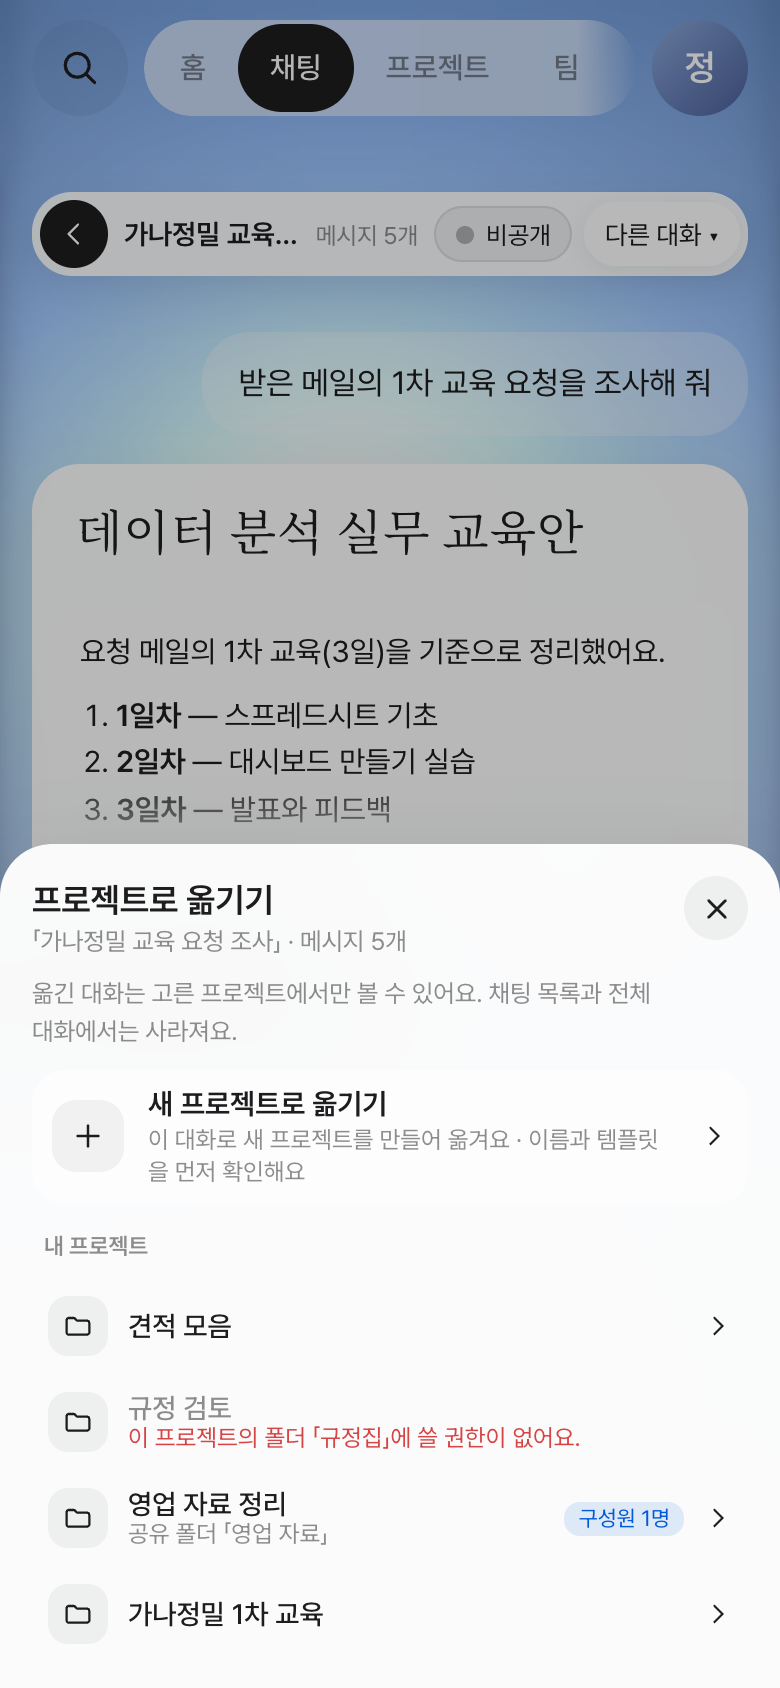 홈 채팅 프로젝트 팀 정
가나정밀 교육... 메시지 5개 비공개 다른 대화 ▾
받은 메일의 1차 교육 요청을 조사해 줘
데이터 분석 실무 교육안
요청 메일의 1차 교육(3일)을 기준으로 정리했어요.
1. 1일차 — 스프레드시트 기초
2. 2일차 — 대시보드 만들기 실습
3. 3일차 — 발표와 피드백
프로젝트로 옮기기
「가나정밀 교육 요청 조사」 · 메시지 5개
옮긴 대화는 고른 프로젝트에서만 볼 수 있어요. 채팅 목록과 전체
대화에서는 사라져요.
새 프로젝트로 옮기기
이 대화로 새 프로젝트를 만들어 옮겨요 · 이름과 템플릿
을 먼저 확인해요
내 프로젝트
견적 모음
규정 검토
이 프로젝트의 폴더 「규정집」에 쓸 권한이 없어요.
영업 자료 정리
공유 폴더 「영업 자료」
구성원 1명
가나정밀 1차 교육